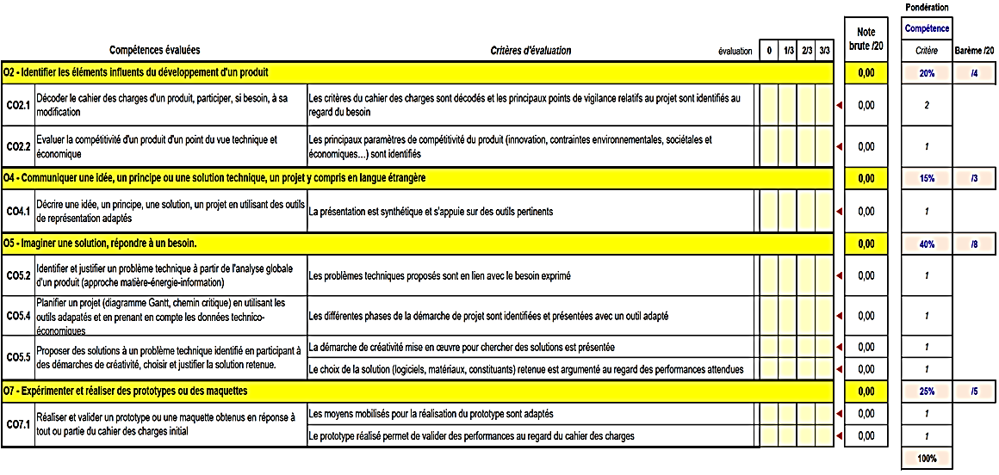 Pondération
Compétences évaluées Critères d'évaluation évaluation 0 1/3 2/3 3/3 Note brute /20 Compétence Critère Barème /20
O2 - Identifier les éléments influents du développement d'un produit 0,00 20% /4
CO2.1 Décoder le cahier des charges d'un produit, participer, si besoin, à sa
modification
Les critères du cahier des charges sont décodés et les principaux points de vigilance relatifs au projet sont identifiés au
regard du besoin
0,00 2
CO2.2 Evaluer la compétitivité d'un produit d'un point du vue technique et
économique
Les principaux paramètres de compétitivité du produit (innovation, contraintes environnementales, sociétales et
économiques...) sont identifiés
0,00 1
O4 - Communiquer une idée, un principe ou une solution technique, un projet y compris en langue étrangère 0,00 15% /3
CO4.1 Décrire une idée, un principe, une solution, un projet en utilisant des outils
de représentation adaptés
La présentation est synthétique et s'appuie sur des outils pertinents
0,00 1
O5 - Imaginer une solution, répondre à un besoin. 0,00 40% /8
CO5.2 Identifier et justifier un problème technique à partir de l'analyse globale
d'un produit (approche matière-énergie-information)
Les problèmes techniques proposés sont en lien avec le besoin exprimé
0,00 1
CO5.4 Planifier un projet (diagramme Gantt, chemin critique) en utilisant les
outils adapatés et en prenant en compte les données technico-
économiques
Les différentes phases de la démarche de projet sont identifiées et présentées avec un outil adapté
0,00 1
CO5.5 Proposer des solutions à un problème technique identifié en participant à
des démarches de créativité, choisir et justifier la solution retenue.
La démarche de créativité mise en œuvre pour chercher des solutions est présentée 0,00 1
Le choix de la solution (logiciels, matériaux, constituants) retenue est argumenté au regard des performances attendues 0,00 1
O7 - Expérimenter et réaliser des prototypes ou des maquettes 0,00 25% /5
CO7.1 Réaliser et valider un prototype ou une maquette obtenus en réponse à
tout ou partie du cahier des charges initial
Les moyens mobilisés pour la réalisation du prototype sont adaptés 0,00 1
Le prototype réalisé permet de valider des performances au regard du cahier des charges 0,00 1
100%